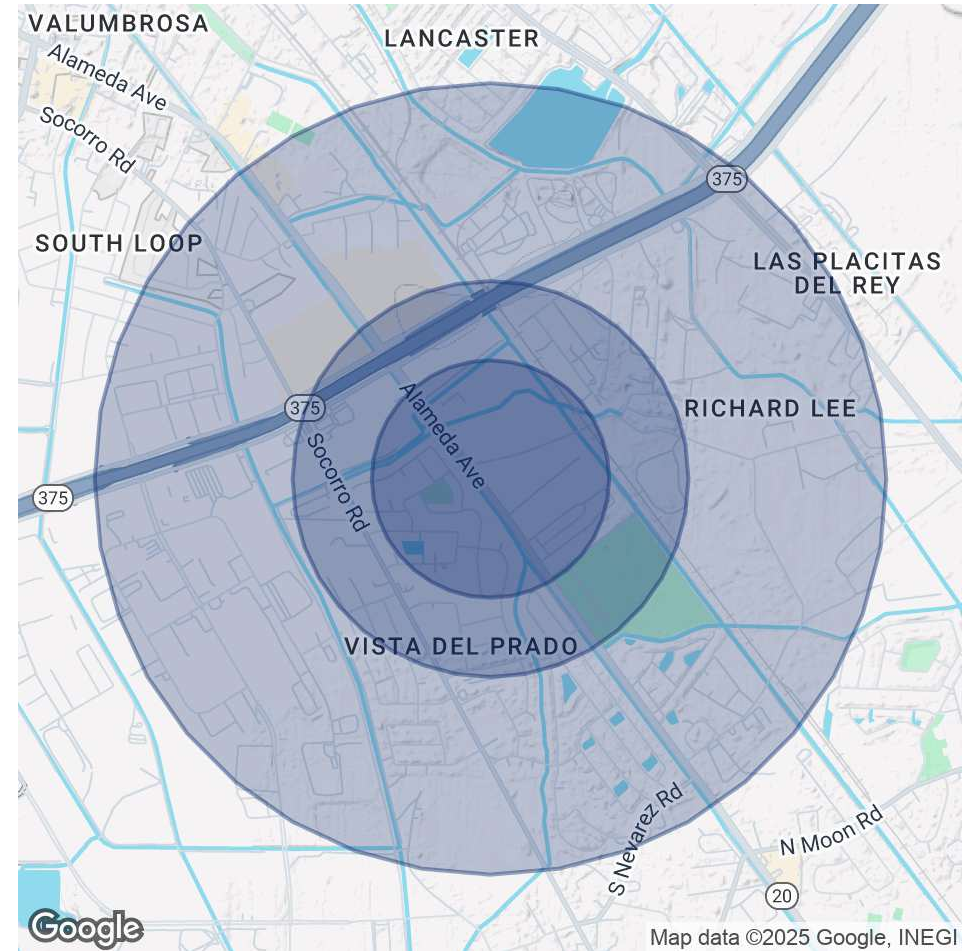 VALUMBROSA
LANCASTER
Alameda Ave
Socorro Rd
375
SOUTH LOOP
LAS PLACITAS
DEL REY
375
Alameda Ave
RICHARD LEE
Socorro Rd
375
VISTA DEL PRADO
S Nevarez Rd
N Moon Rd
20
Google
Map data ©2025 Google, INEGI